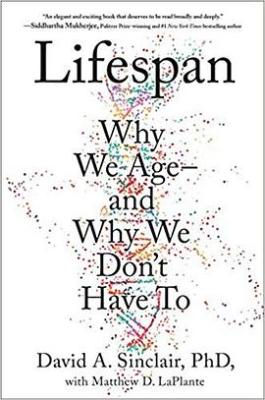 "An elegant and exciting book that deserves to be read broadly and deeply."
—Siddhartha Mukherjee, Pulitzer Prize–winning and #1 New York Times bestselling author
Lifespan
Why
We Age—
and
Why We
Don't
Have To
David A. Sinclair, PhD,
with Matthew D. LaPlante